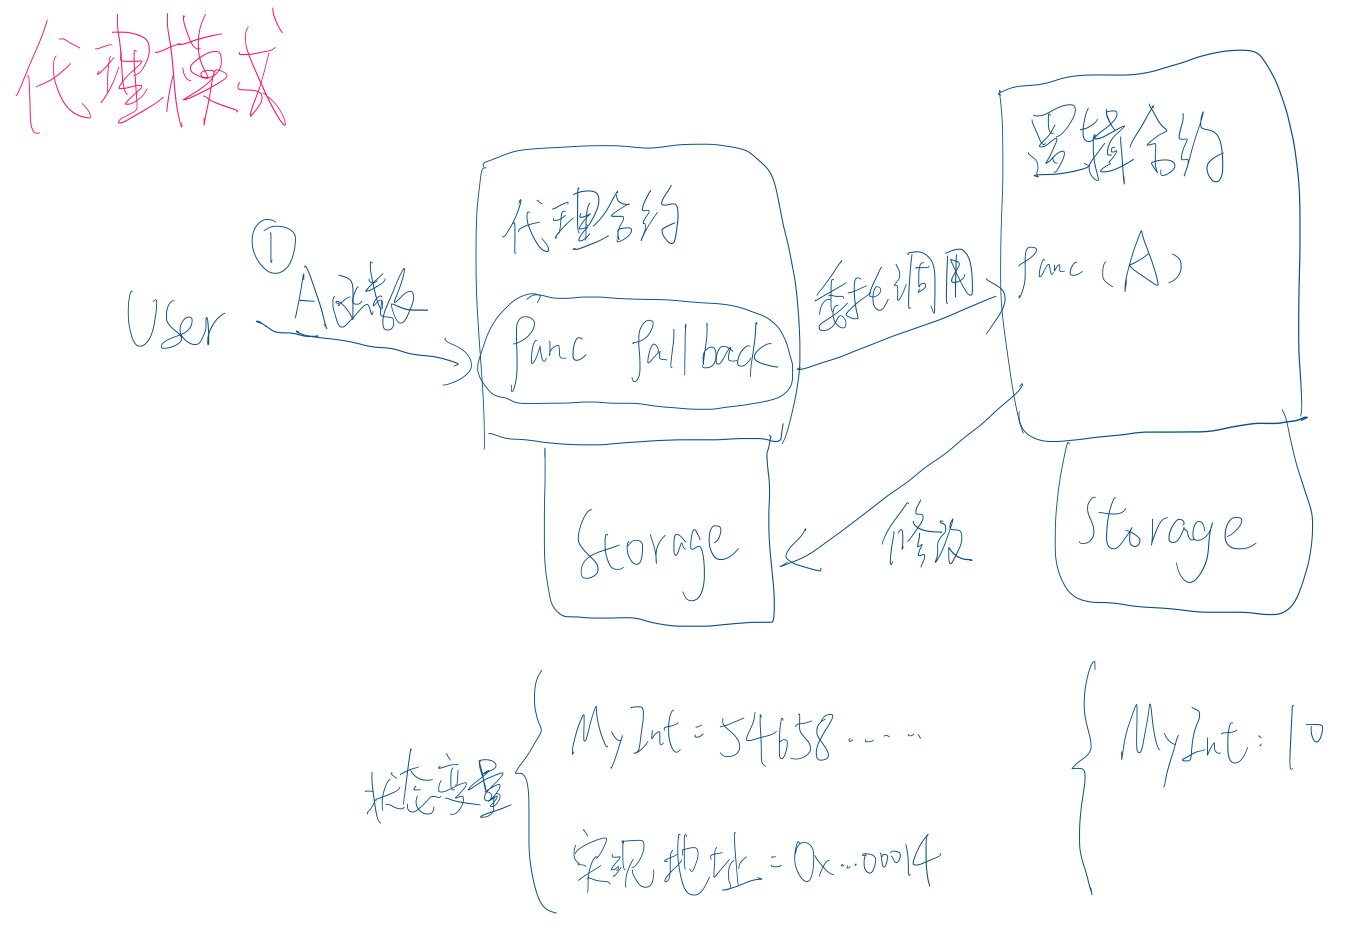 代理模式
逻辑合约
代理合约
①
A函数
User
委托调用
func (A)
func fallback
修改
Storage
Storage
MyInt = 54658......
MyInt : 10
状态变量
实现地址 = 0x...00014